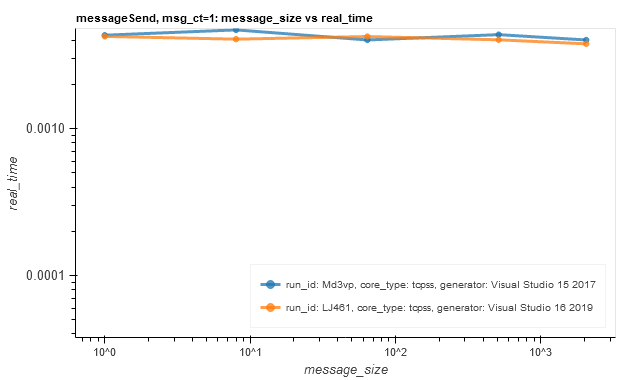 messageSend, msg_ct=1: message_size vs real_time
0.0010
0.0001
real_time
run_id: Md3vp, core_type: tcpss, generator: Visual Studio 15 2017
run_id: LJ461, core_type: tcpss, generator: Visual Studio 16 2019
10^0 10^1 10^2 10^3
message_size